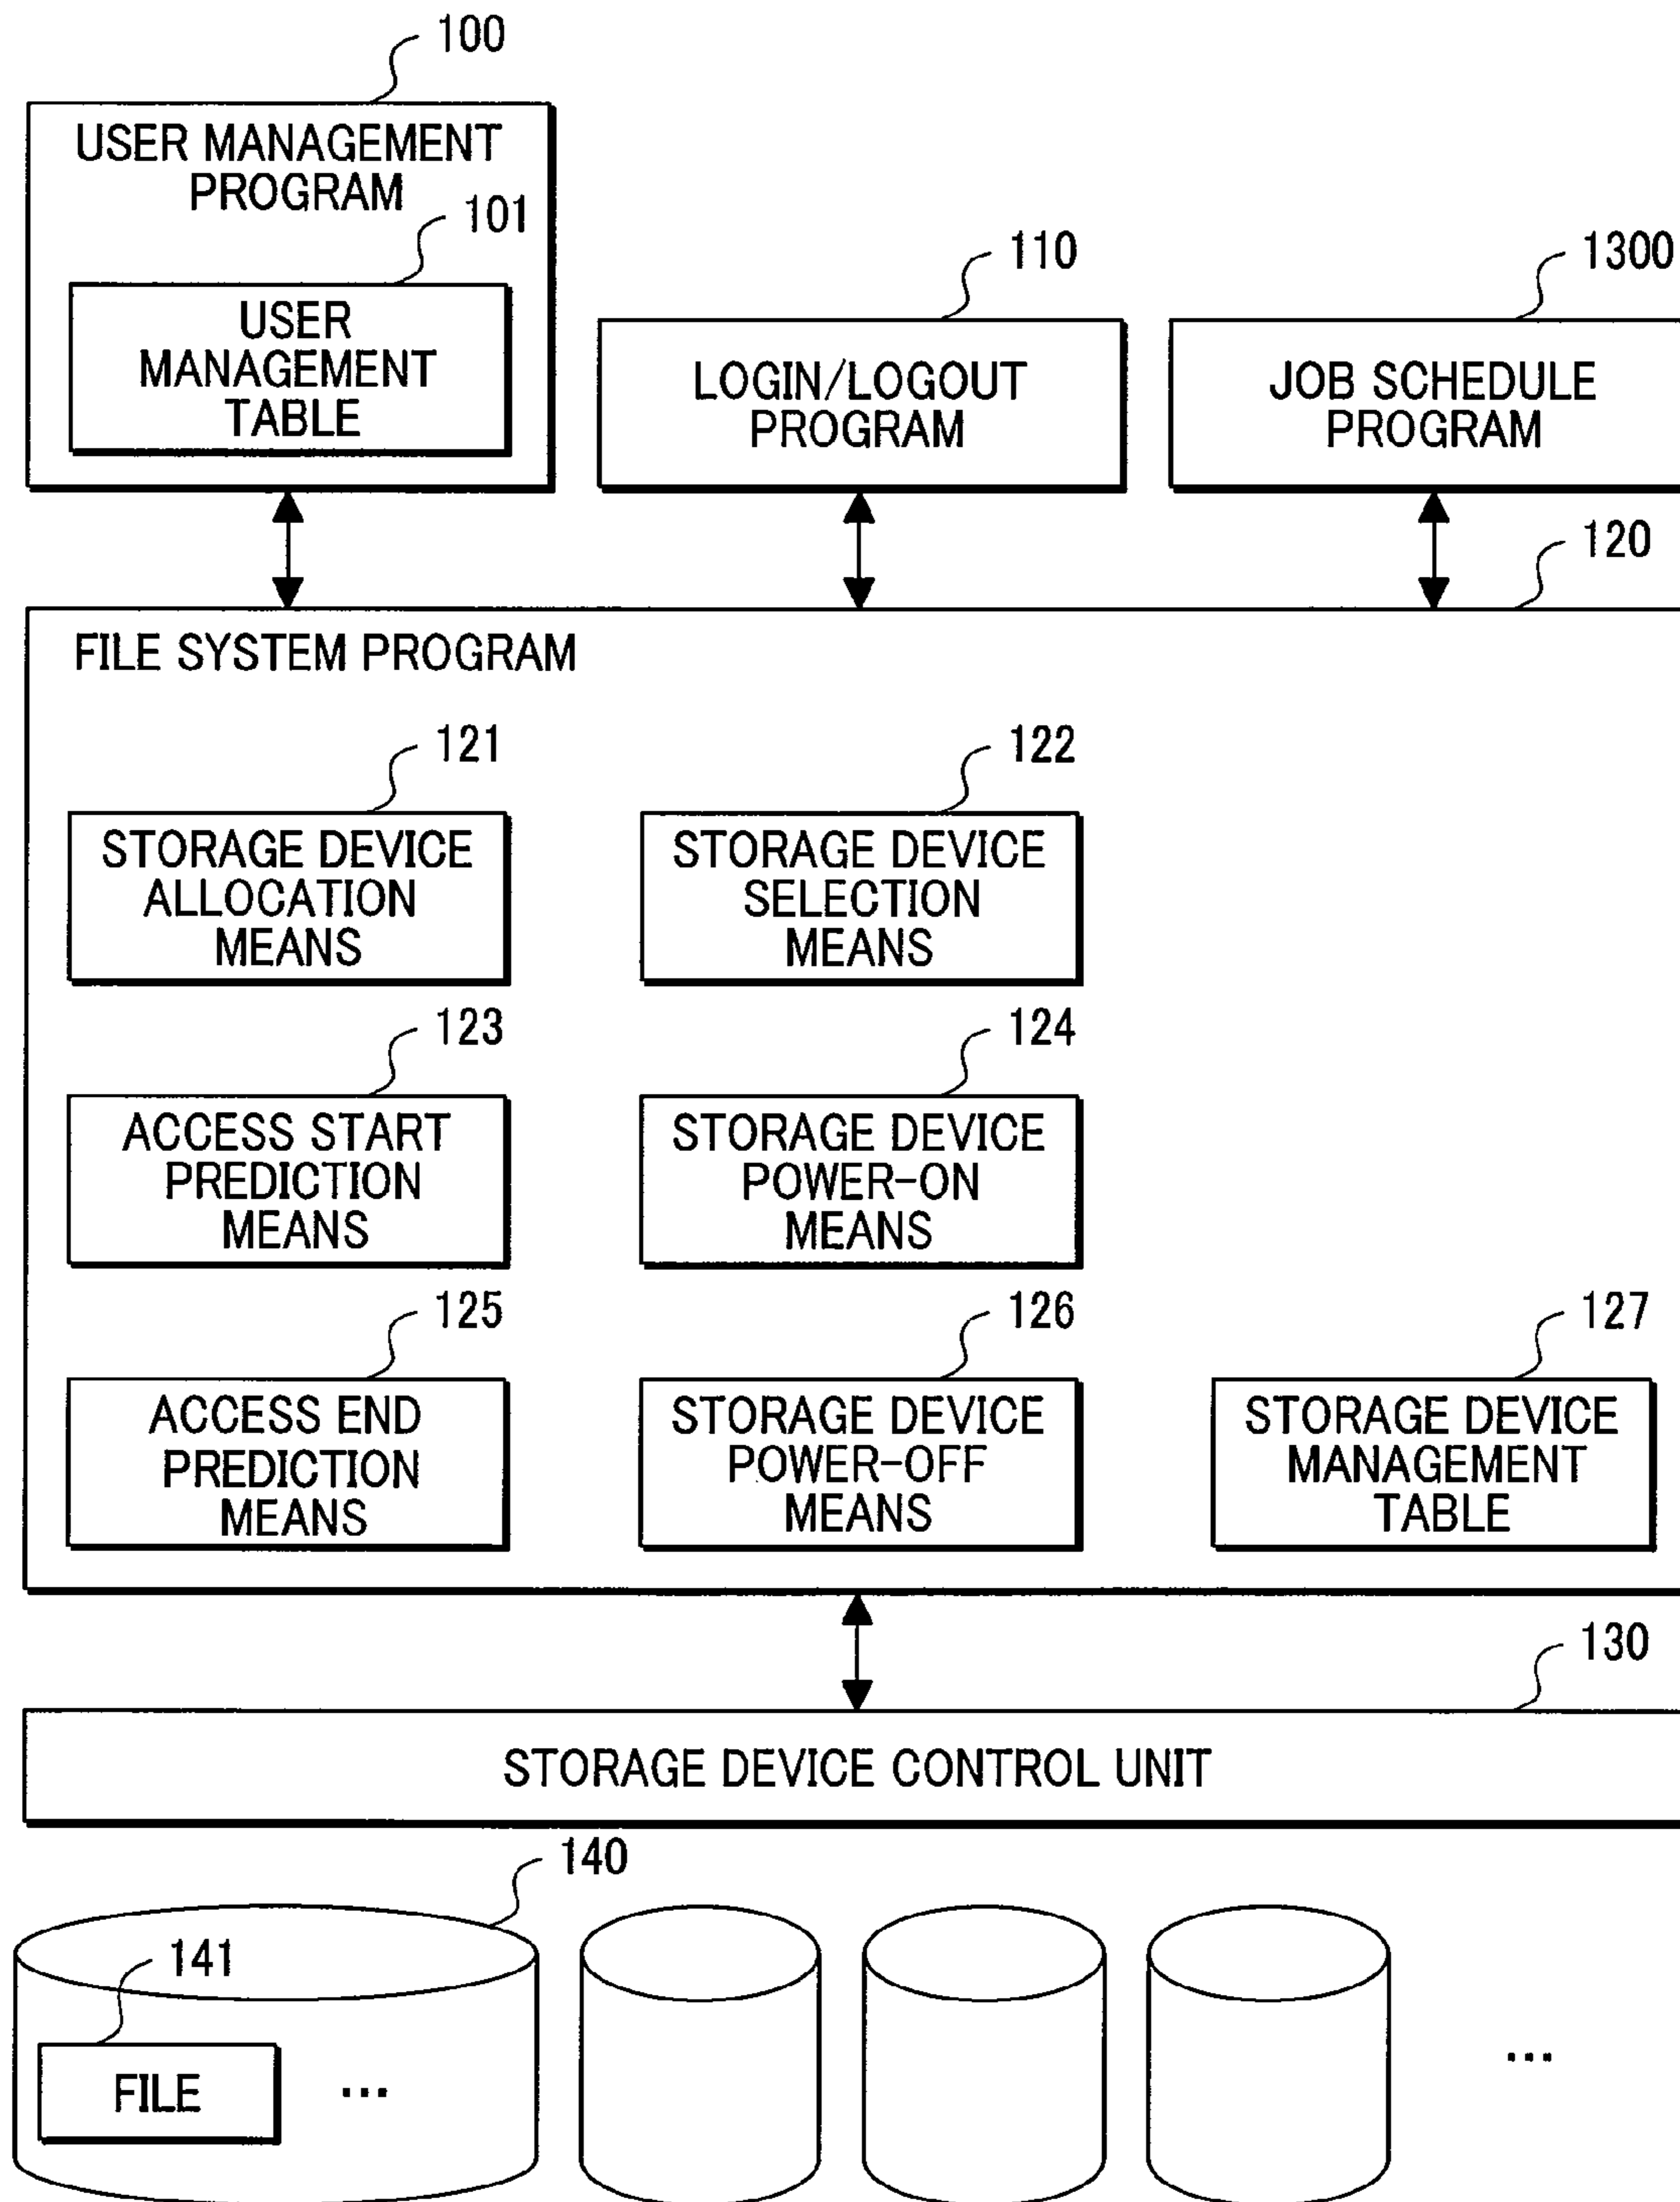 100
USER MANAGEMENT
PROGRAM
101
USER
MANAGEMENT
TABLE
110
LOGIN/LOGOUT
PROGRAM
1300
JOB SCHEDULE
PROGRAM
120
FILE SYSTEM PROGRAM
121
STORAGE DEVICE
ALLOCATION
MEANS
122
STORAGE DEVICE
SELECTION
MEANS
123
ACCESS START
PREDICTION
MEANS
124
STORAGE DEVICE
POWER-ON
MEANS
125
ACCESS END
PREDICTION
MEANS
126
STORAGE DEVICE
POWER-OFF
MEANS
127
STORAGE DEVICE
MANAGEMENT
TABLE
130
STORAGE DEVICE CONTROL UNIT
140
141
FILE
...
...